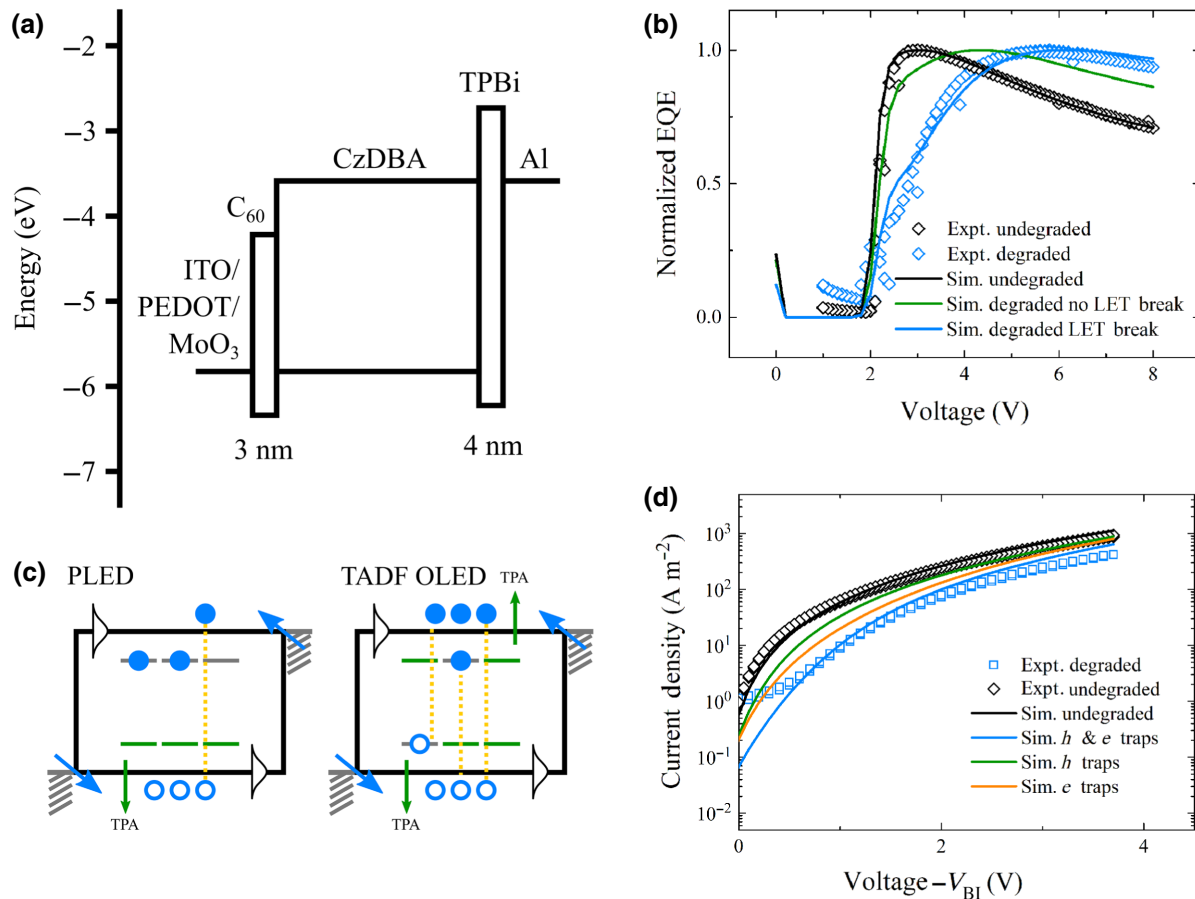 (a)
Energy (eV)
−2
−3
−4
−5
−6
−7
TPBi
CzDBA
Al
C60
ITO/
PEDOT/
MoO3
3 nm
4 nm
(b)
Normalized EQE
1.0
0.5
0.0
Expt. undegraded
Expt. degraded
Sim. undegraded
Sim. degraded no LET break
Sim. degraded LET break
0 2 4 6 8
Voltage (V)
(c)
PLED
TPA
TADF OLED
TPA
TPA
(d)
Current density (A m−2)
10³
10²
10¹
10⁰
10⁻¹
10⁻²
Expt. degraded
Expt. undegraded
Sim. undegraded
Sim. h & e traps
Sim. h traps
Sim. e traps
0 2 4
Voltage−VBI (V)